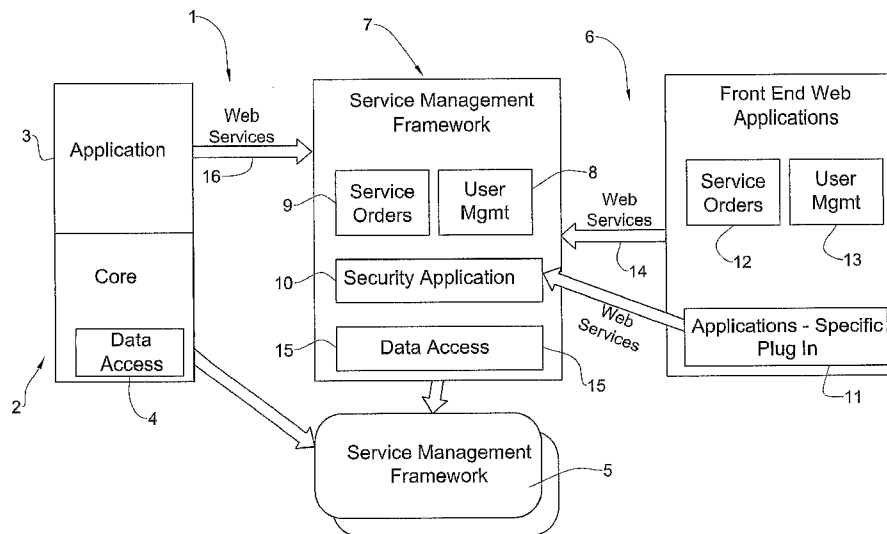 1
7
6
Service Management
Framework
Front End Web
Applications
Web
Services
3
Application
16
8
9
Service
Orders
User
Mgmt
Web
Services
Service
Orders
User
Mgmt
14
12
13
Core
10
Security Application
Web
Services
Applications - Specific
Plug In
Data
Access
15
Data Access
15
11
2
4
Service Management
Framework
5